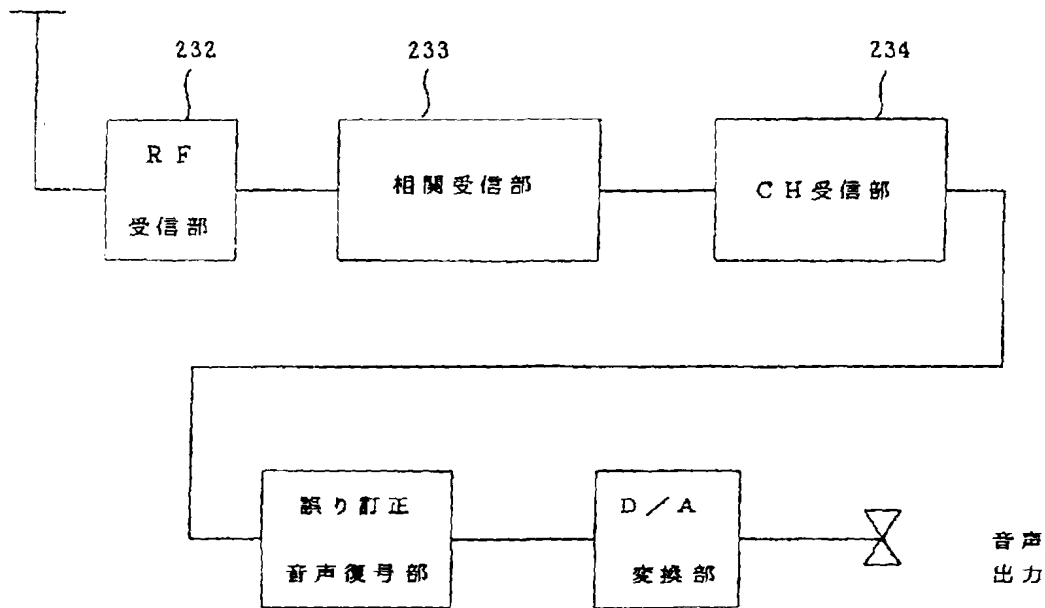 232
233
234
RF
受信部
相関受信部
CH受信部
誤り訂正
音声復号部
D/A
変換部
音声
出力